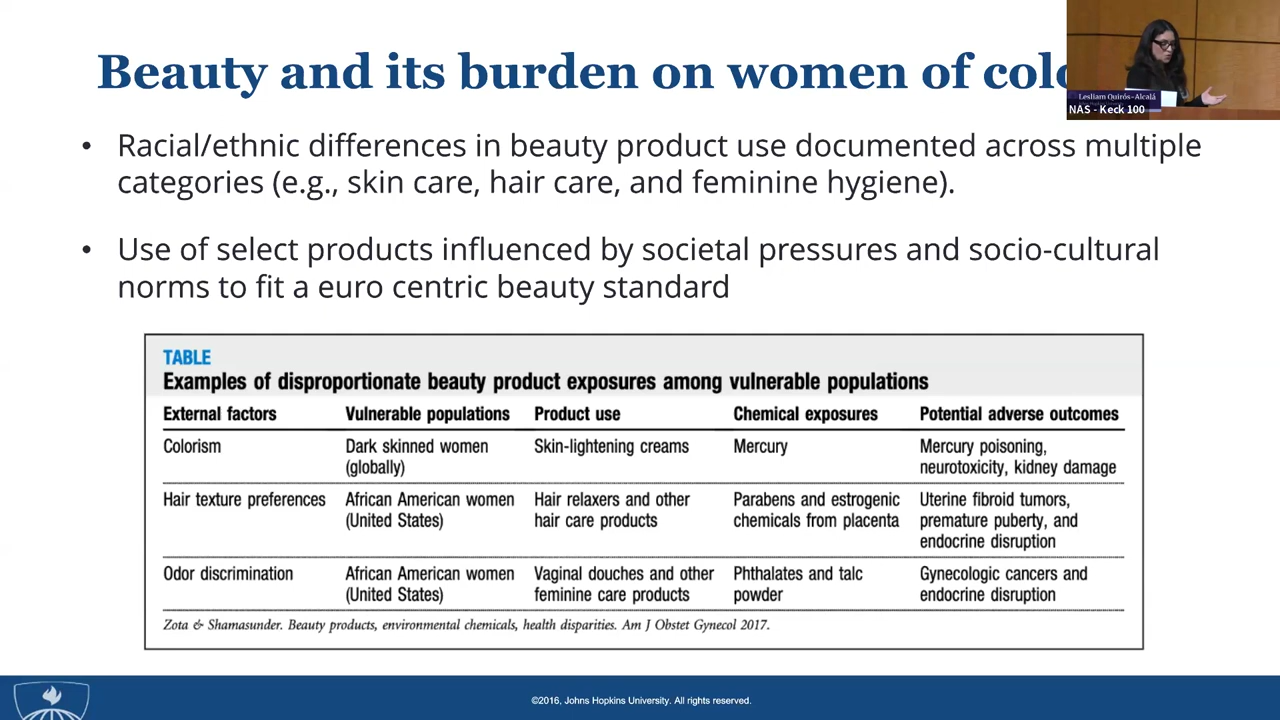 Beauty and its burden on women of colo
Lesliam Quirós-Alcalá
NAS - Keck 100
• Racial/ethnic differences in beauty product use documented across multiple
categories (e.g., skin care, hair care, and feminine hygiene).
• Use of select products influenced by societal pressures and socio-cultural
norms to fit a euro centric beauty standard
TABLE
Examples of disproportionate beauty product exposures among vulnerable populations
External factors Vulnerable populations Product use Chemical exposures Potential adverse outcomes
Colorism Dark skinned women Skin-lightening creams Mercury Mercury poisoning,
(globally) neurotoxicity, kidney damage
Hair texture preferences African American women Hair relaxers and other Parabens and estrogenic Uterine fibroid tumors,
(United States) hair care products chemicals from placenta premature puberty, and
endocrine disruption
Odor discrimination African American women Vaginal douches and other Phthalates and talc Gynecologic cancers and
(United States) feminine care products powder endocrine disruption
Zota & Shamasunder. Beauty products, environmental chemicals, health disparities. Am J Obstet Gynecol 2017.
©2016, Johns Hopkins University. All rights reserved.